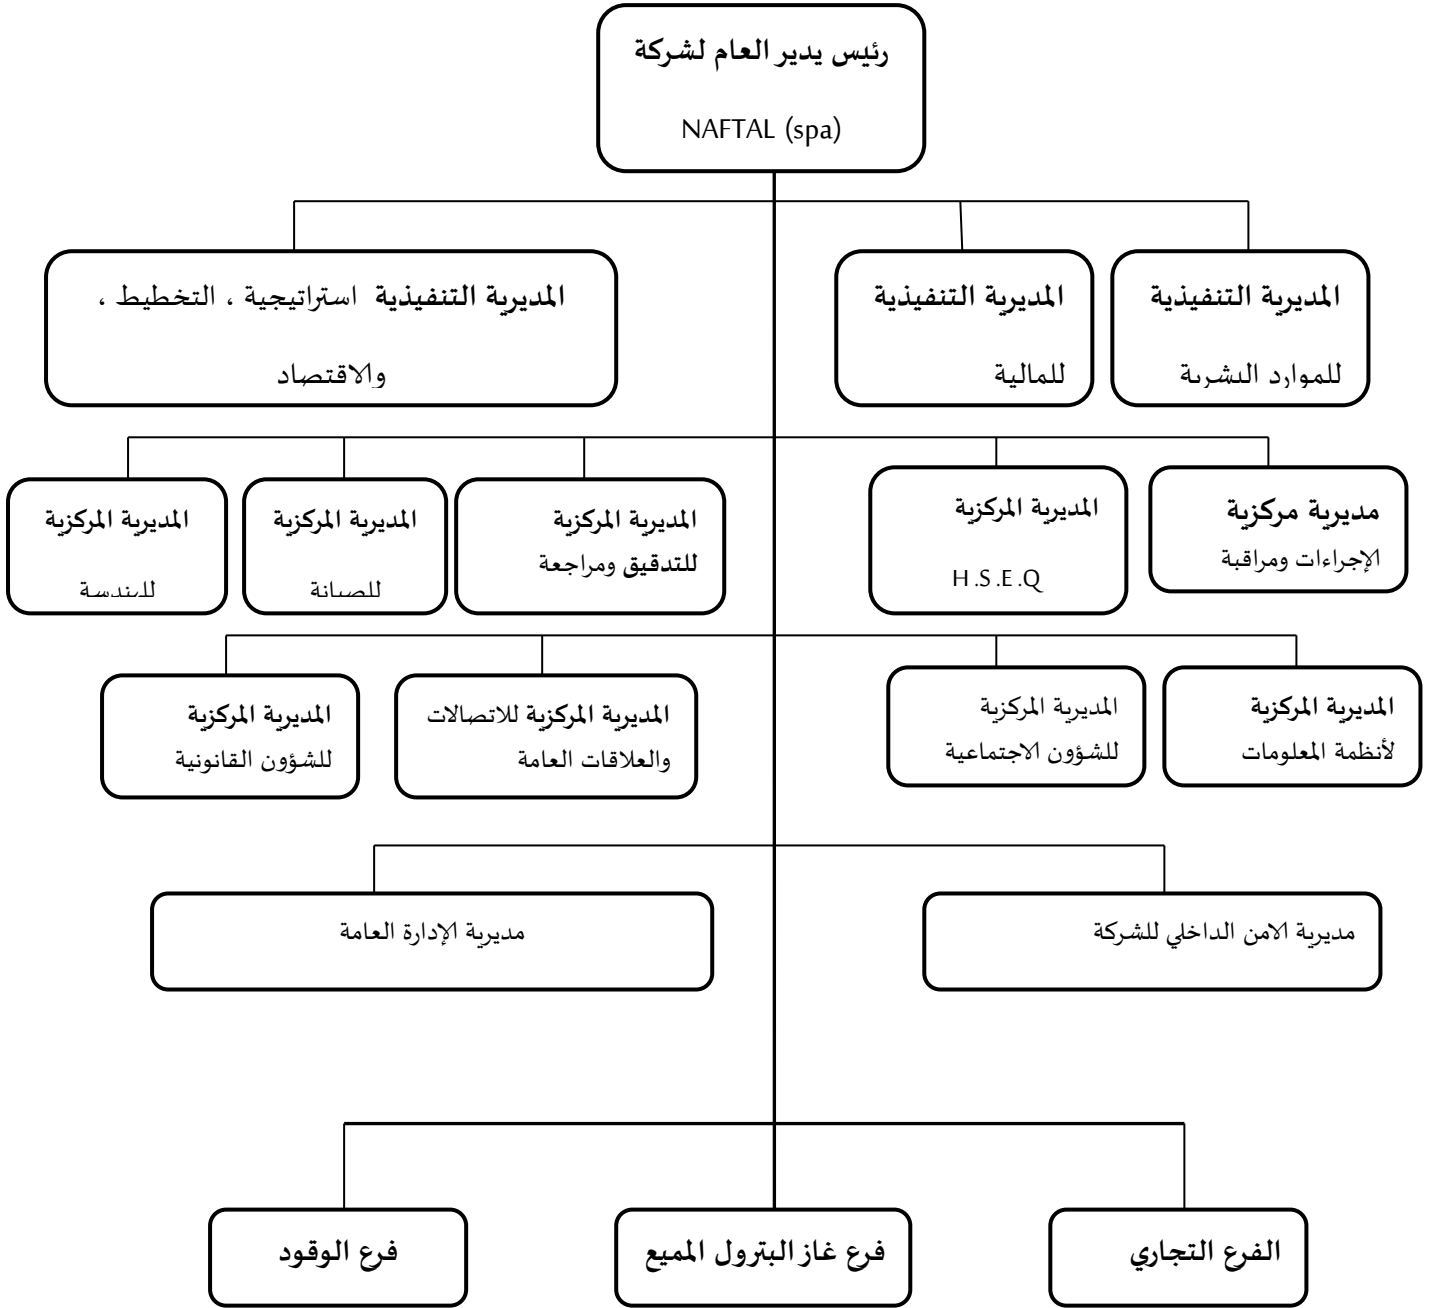 رئيس يدير العام لشركة
NAFTAL (spa)
المديرية التنفيذية
للموارد البشرية
المديرية التنفيذية
للمالية
المديرية التنفيذية استراتيجية ، التخطيط ،
والاقتصاد
مديرية مركزية
الإجراءات ومراقبة
المديرية المركزية
H.S.E.Q
المديرية المركزية
للتدقيق ومراجعة
المديرية المركزية
للصيانة
المديرية المركزية
للهندسة
المديرية المركزية
لأنظمة المعلومات
المديرية المركزية
للشؤون الاجتماعية
المديرية المركزية للاتصالات
والعلاقات العامة
المديرية المركزية
للشؤون القانونية
مديرية الامن الداخلي للشركة
مديرية الإدارة العامة
الفرع التجاري
فرع غاز البترول المميع
فرع الوقود